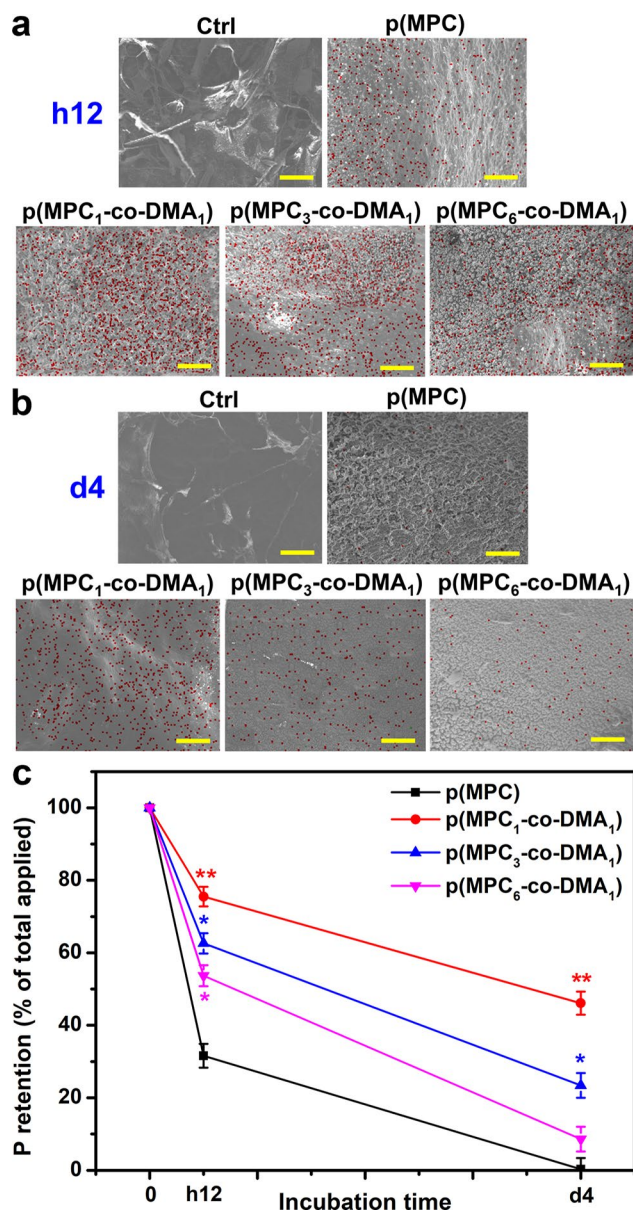 a
Ctrl p(MPC)
h12
p(MPC₁-co-DMA₁) p(MPC₃-co-DMA₁) p(MPC₆-co-DMA₁)
b
Ctrl p(MPC)
d4
p(MPC₁-co-DMA₁) p(MPC₃-co-DMA₁) p(MPC₆-co-DMA₁)
c
P retention (% of total applied)
100
80
60
40
20
0
p(MPC)
p(MPC₁-co-DMA₁)
p(MPC₃-co-DMA₁)
p(MPC₆-co-DMA₁)
**
*
*
**
*
0 h12 d4
Incubation time